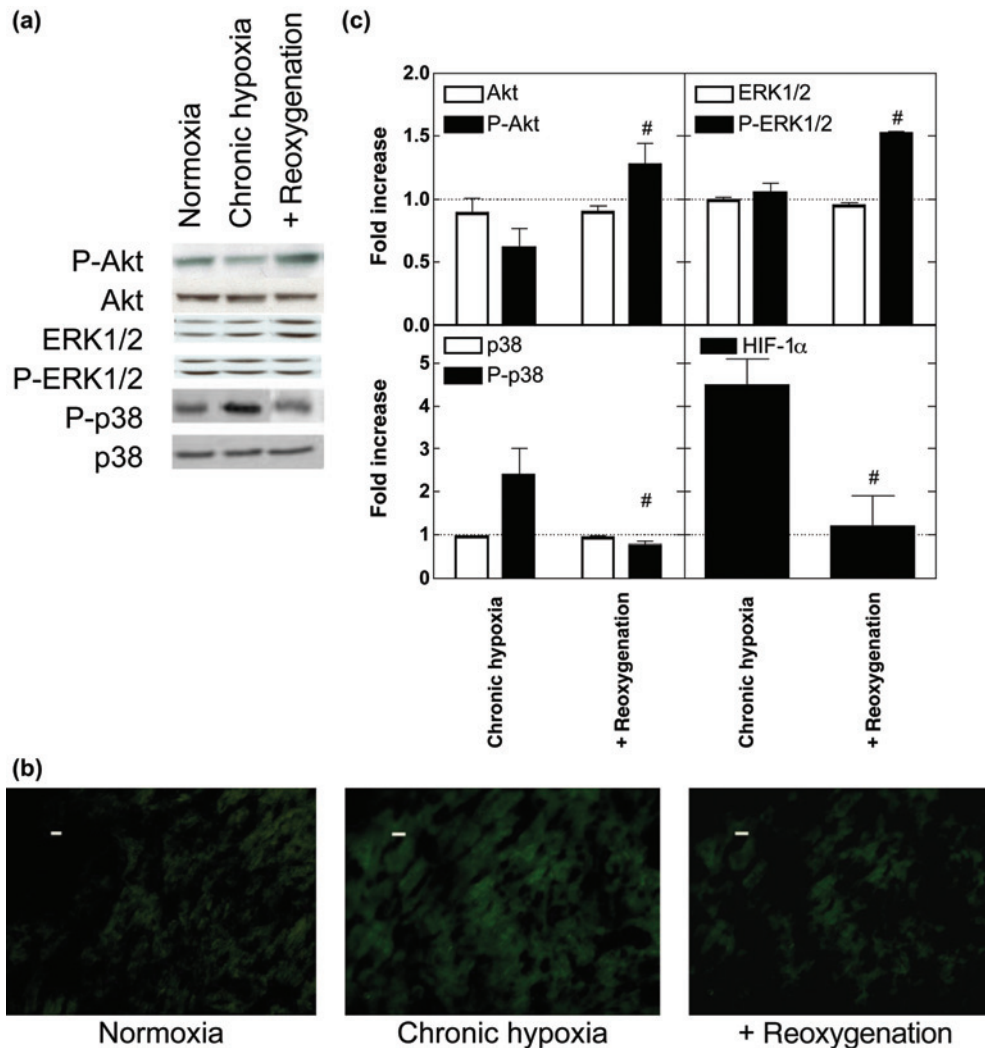 (a)
Normoxia
Chronic hypoxia
+ Reoxygenation
P-Akt
Akt
ERK1/2
P-ERK1/2
P-p38
p38
(c)
Fold increase
2.0
1.5
1.0
0.5
0.0
Akt
P-Akt
#
ERK1/2
P-ERK1/2
#
Fold increase
5
4
3
2
1
0
p38
P-p38
#
HIF-1α
#
Chronic hypoxia
+ Reoxygenation
Chronic hypoxia
+ Reoxygenation
(b)
Normoxia
Chronic hypoxia
+ Reoxygenation